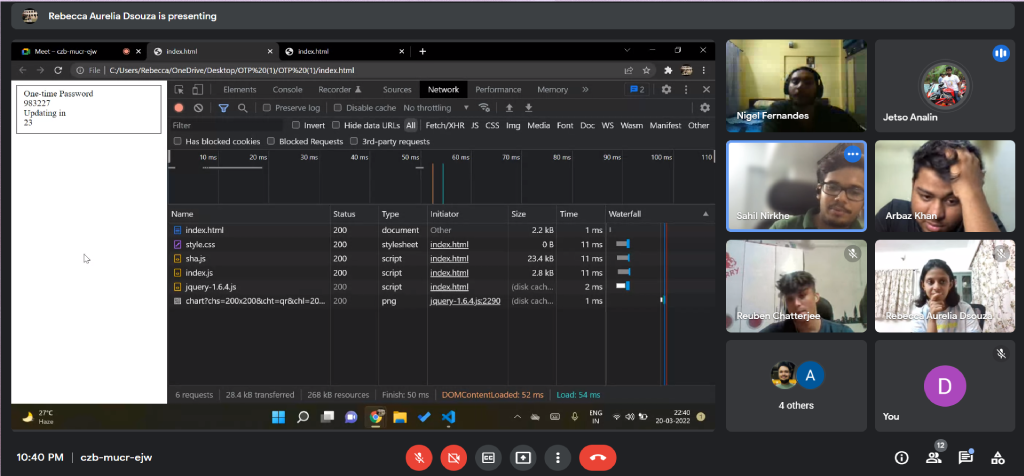 Rebecca Aurelia Dsouza is presenting
Meet – czb-mucr-ejw
index.html
index.html
File | C:/Users/Rebecca/OneDrive/Desktop/OTP%20(1)/OTP%20(1)/index.html
One-time Password
983227
Updating in
23
Elements Console Recorder Sources Network Performance Memory 2
Preserve log Disable cache No throttling
Filter Invert Hide data URLs All Fetch/XHR JS CSS Img Media Font Doc WS Wasm Manifest Other
Has blocked cookies Blocked Requests 3rd-party requests
10 ms 20 ms 30 ms 40 ms 50 ms 60 ms 70 ms 80 ms 90 ms 100 ms 110
Name Status Type Initiator Size Time Waterfall
index.html 200 document Other 2.2 kB 1 ms
style.css 200 stylesheet index.html 0 B 11 ms
sha.js 200 script index.html 23.4 kB 11 ms
index.js 200 script index.html 2.8 kB 11 ms
jquery-1.6.4.js 200 script index.html (disk cach... 2 ms
chart?chs=200x200&cht=qr&chl=20... 200 png jquery-1.6.4.js:2290 (disk cach... 1 ms
6 requests 28.4 kB transferred 268 kB resources Finish: 50 ms DOMContentLoaded: 52 ms Load: 54 ms
27°C
Haze
ENG
IN
22:40
20-03-2022
1
Nigel Fernandes
Jetso Analin
Sahil Nirkhe
Arbaz Khan
Reuben Chatterjee
Rebecca Aurelia Dsouza
A
4 others
D
You
10:40 PM | czb-mucr-ejw
12